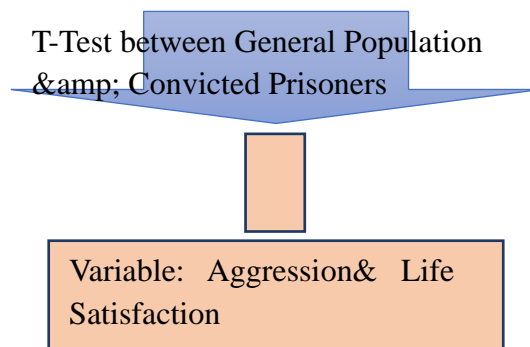 T-Test between General Population
&amp; Convicted Prisoners
Variable: Aggression& Life
Satisfaction